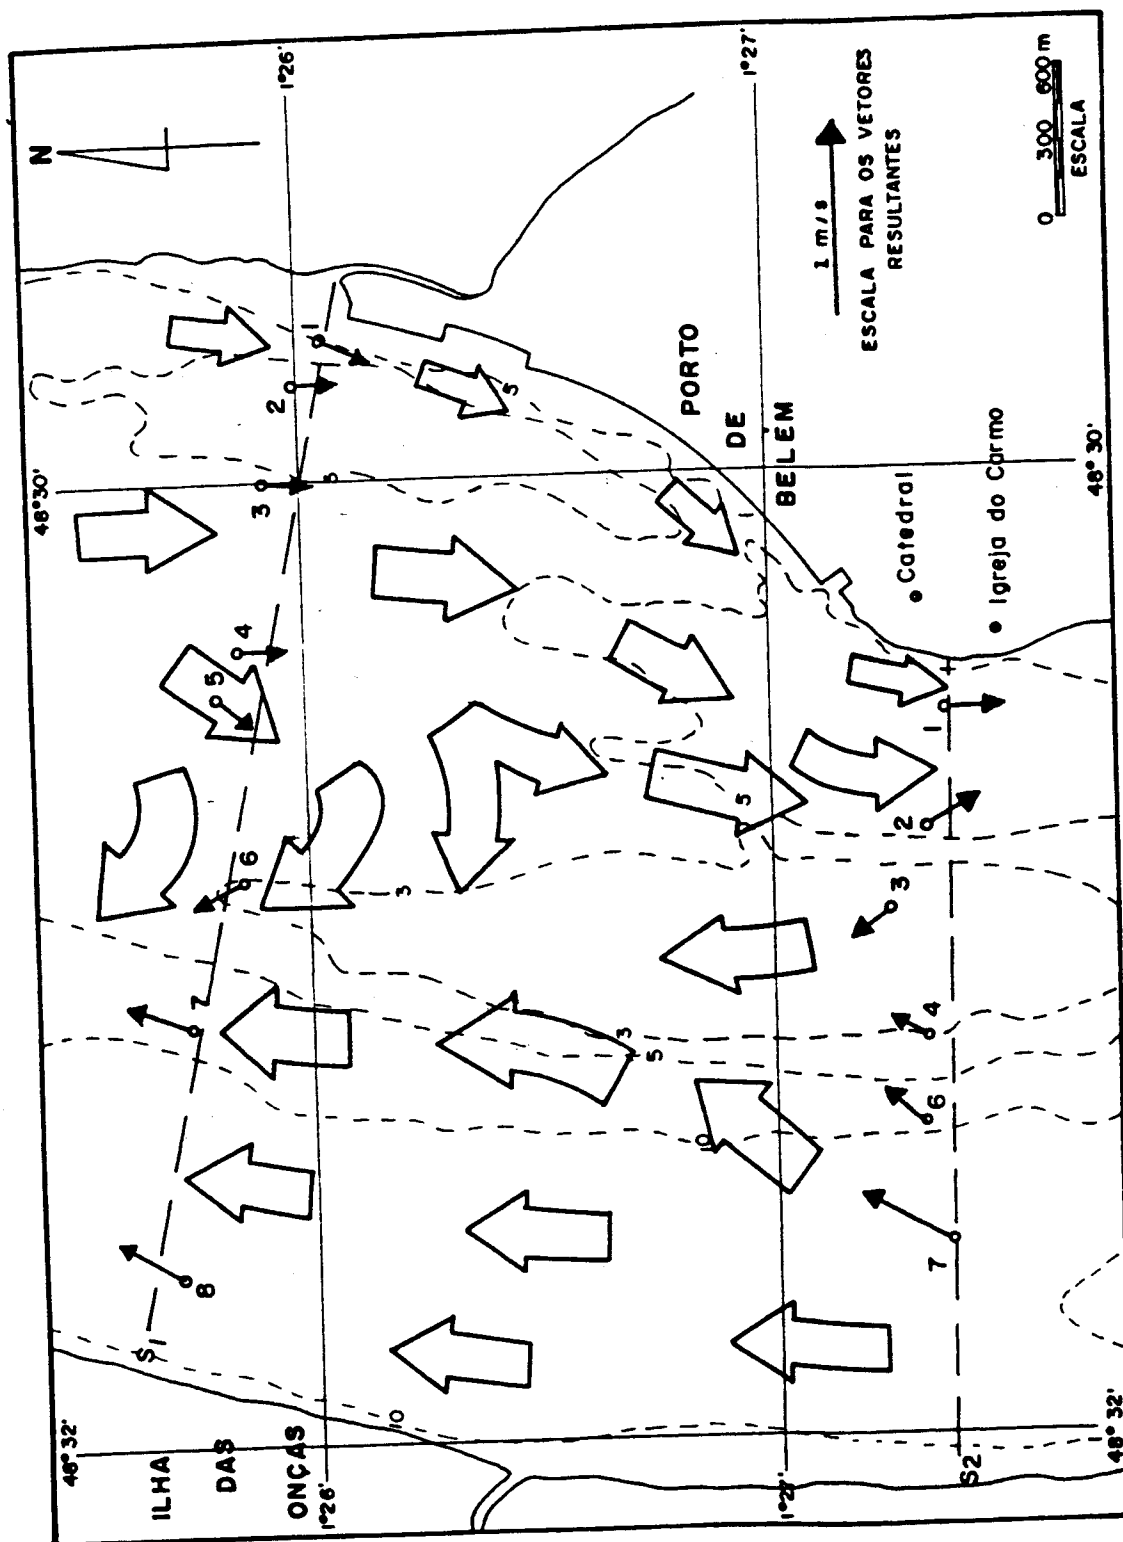 N
1°26'
1°27'
48°30'
1 m/s
ESCALA PARA OS VETORES
RESULTANTES
0 300 600 m
ESCALA
1
2
3
4
5
6
7
8
S1
5
PORTO
DE
BELÉM
Catedral
Igreja do Carmo
48°30'
3
5
3
5
10
10
1
2
3
4
6
7
S2
48°32'
ILHA
DAS
ONÇAS
1°26'
1°27'
48°32'